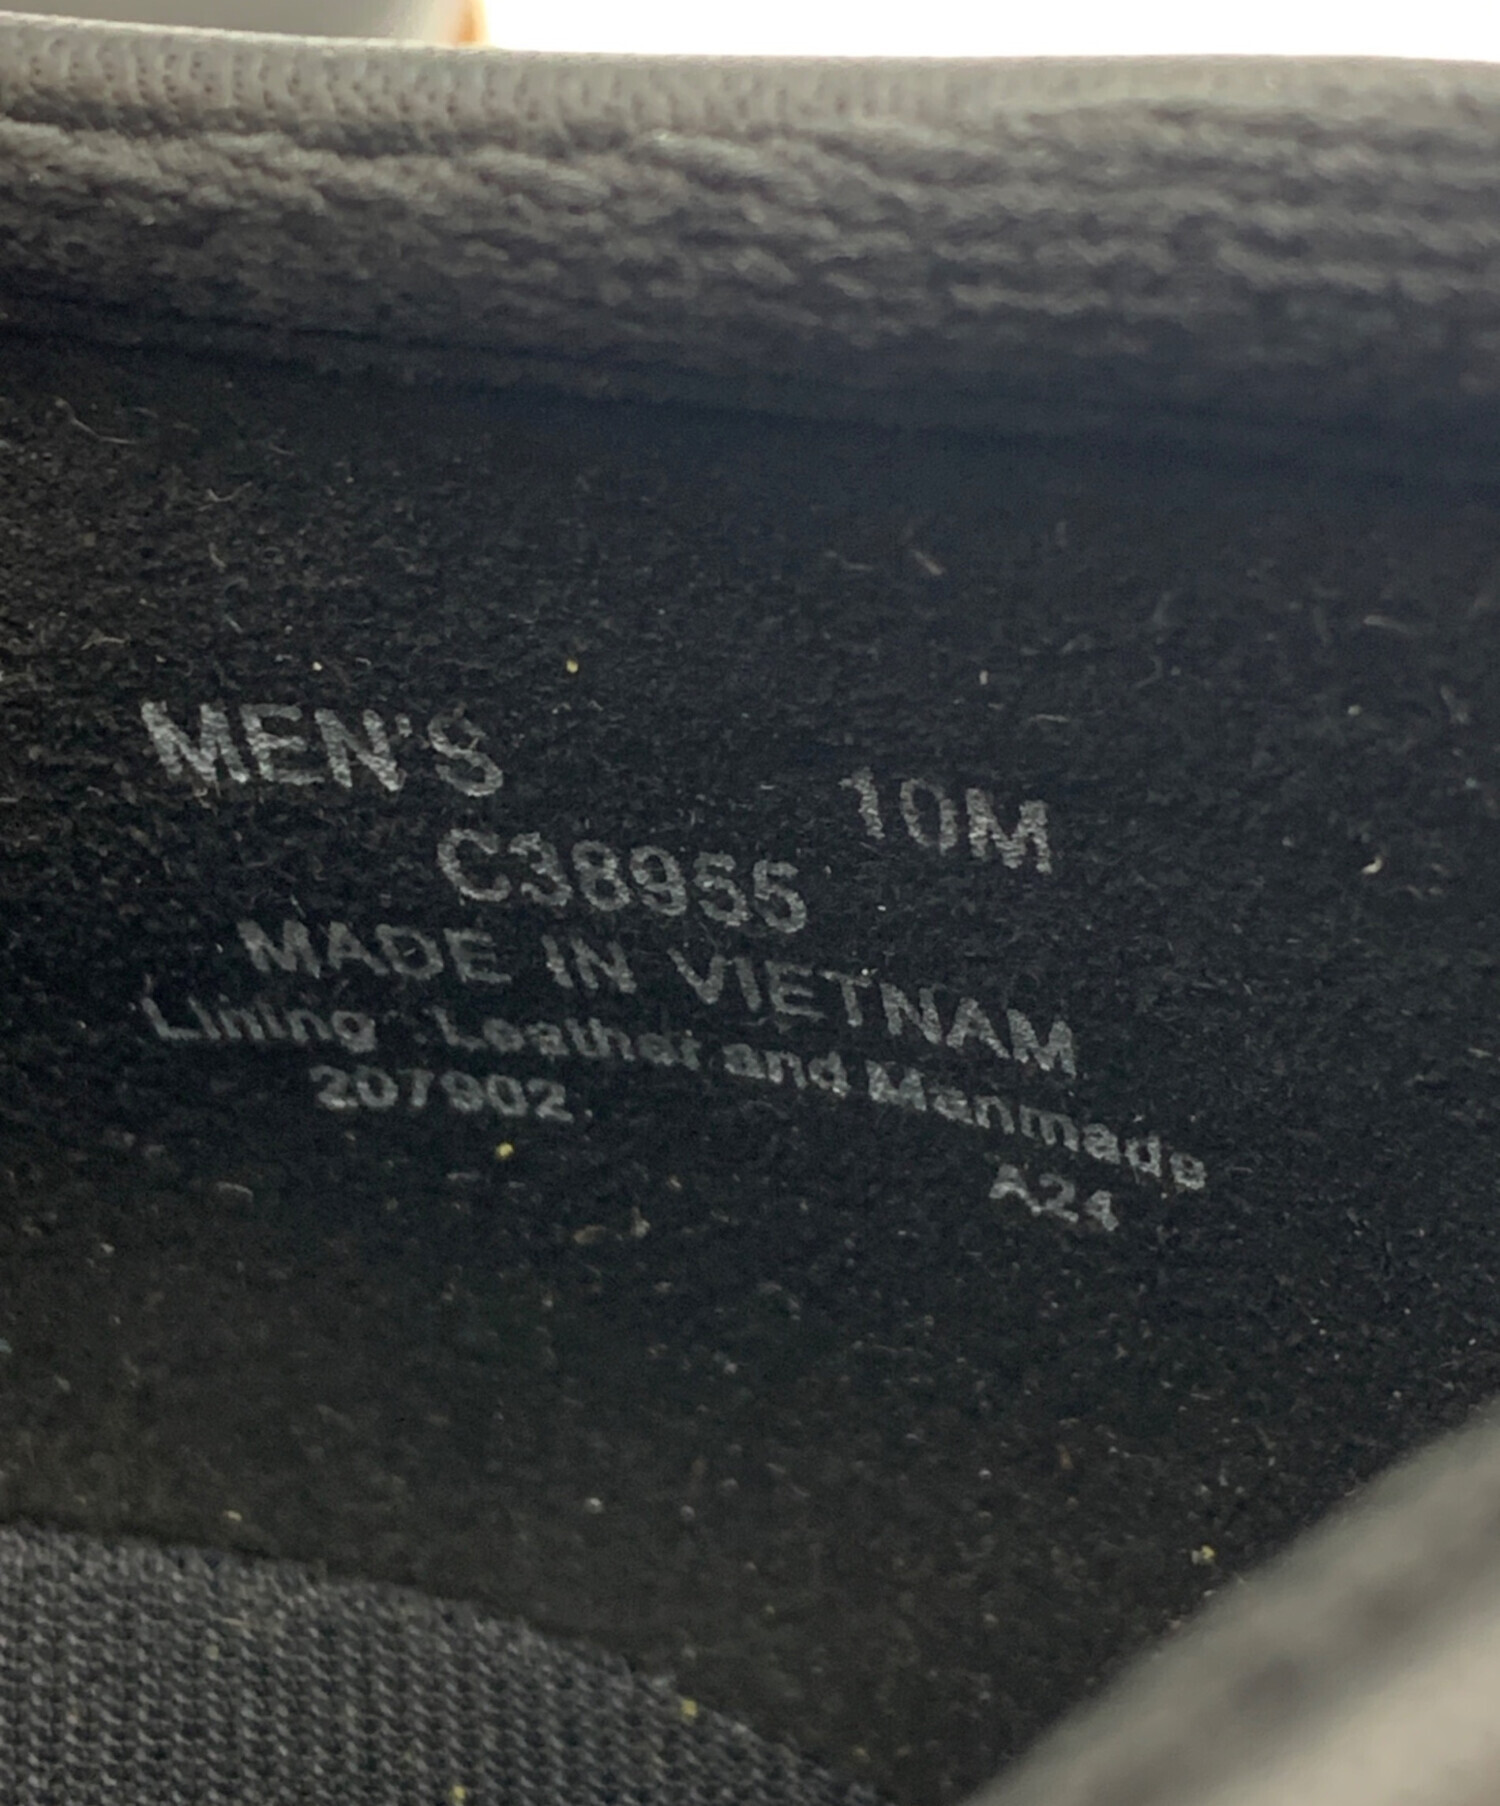 MEN'S 10M
C38955
MADE IN VIETNAM
Lining Leather and Manmade
207902 A24